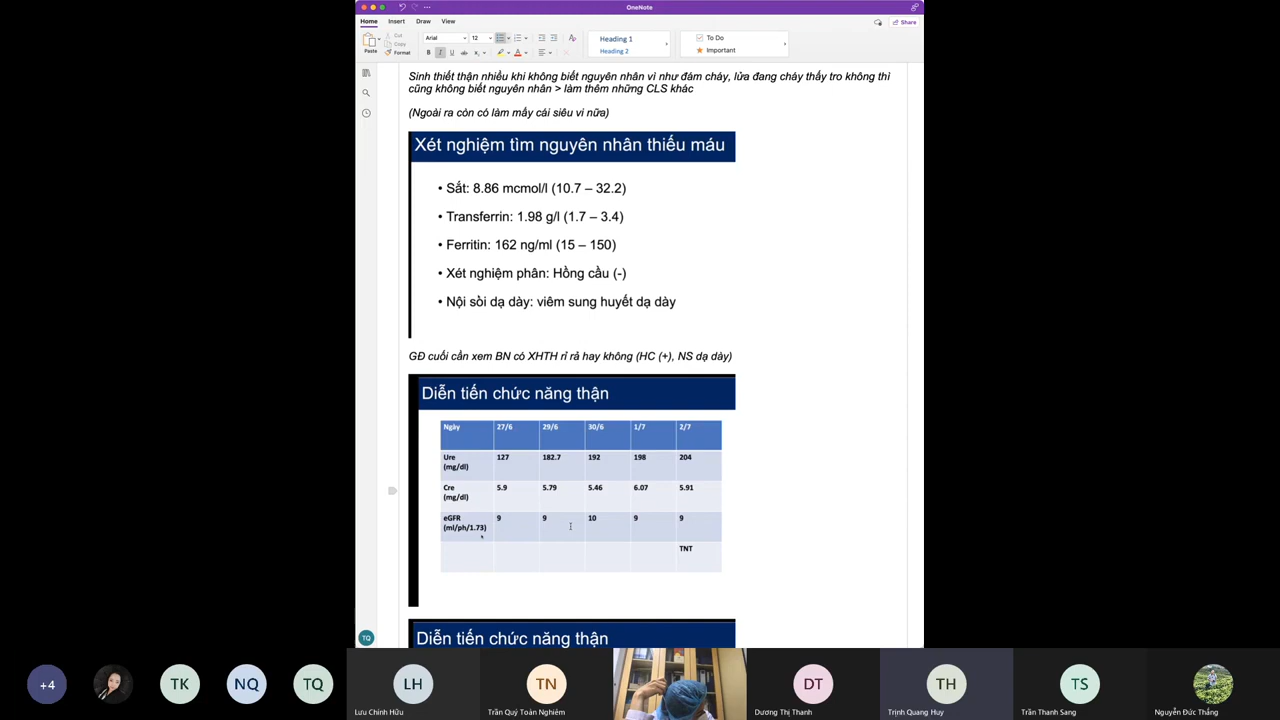 OneNote
Home Insert Draw View
Share
Paste
Cut
Copy
Format
Arial 12
B I U ab x
A
Heading 1
Heading 2
To Do
Important
Sinh thiết thận nhiều khi không biết nguyên nhân vì như đám cháy, lửa đang cháy thấy tro không thì
cũng không biết nguyên nhân > làm thêm những CLS khác
(Ngoài ra còn có làm mấy cái siêu vi nữa)
Xét nghiệm tìm nguyên nhân thiếu máu
• Sắt: 8.86 mcmol/l (10.7 – 32.2)
• Transferrin: 1.98 g/l (1.7 – 3.4)
• Ferritin: 162 ng/ml (15 – 150)
• Xét nghiệm phân: Hồng cầu (-)
• Nội sồi dạ dày: viêm sung huyết dạ dày
GĐ cuối cần xem BN có XHTH rỉ rả hay không (HC (+), NS dạ dày)
Diễn tiến chức năng thận
Ngày 27/6 29/6 30/6 1/7 2/7
Ure (mg/dl) 127 182.7 192 198 204
Cre (mg/dl) 5.9 5.79 5.46 6.07 5.91
eGFR (ml/ph/1.73) 9 9 10 9 9
TNT
Diễn tiến chức năng thận
TQ
+4
TK
NQ
TQ
LH
Lưu Chính Hữu
TN
Trần Quý Toàn Nghiêm
DT
Dương Thị Thanh
TH
Trịnh Quang Huy
TS
Trần Thanh Sang
Nguyễn Đức Thắng